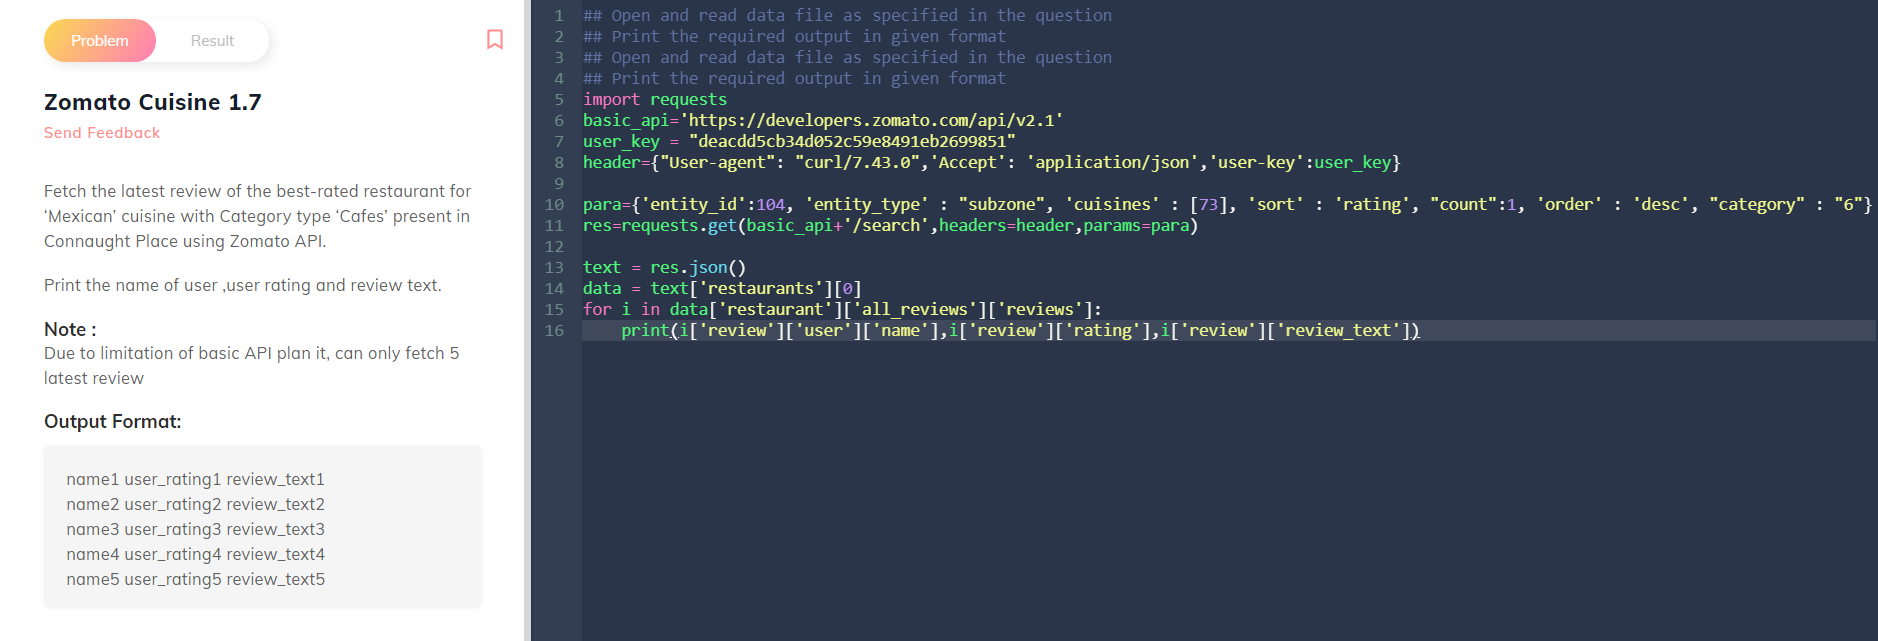 Problem
Result
Zomato Cuisine 1.7
Send Feedback
Fetch the latest review of the best-rated restaurant for
‘Mexican’ cuisine with Category type ‘Cafes’ present in
Connaught Place using Zomato API.
Print the name of user ,user rating and review text.
Note :
Due to limitation of basic API plan it, can only fetch 5
latest review
Output Format:
name1 user_rating1 review_text1
name2 user_rating2 review_text2
name3 user_rating3 review_text3
name4 user_rating4 review_text4
name5 user_rating5 review_text5
1 ## Open and read data file as specified in the question
2 ## Print the required output in given format
3 ## Open and read data file as specified in the question
4 ## Print the required output in given format
5 import requests
6 basic_api='https://developers.zomato.com/api/v2.1'
7 user_key = "deacdd5cb34d052c59e8491eb2699851"
8 header={"User-agent": "curl/7.43.0",'Accept': 'application/json','user-key':user_key}
9
10 para={'entity_id':104, 'entity_type' : "subzone", 'cuisines' : [73], 'sort' : 'rating', "count":1, 'order' : 'desc', "category" : "6"}
11 res=requests.get(basic_api+'/search',headers=header,params=para)
12
13 text = res.json()
14 data = text['restaurants'][0]
15 for i in data['restaurant']['all_reviews']['reviews']:
16     print(i['review']['user']['name'],i['review']['rating'],i['review']['review_text'])